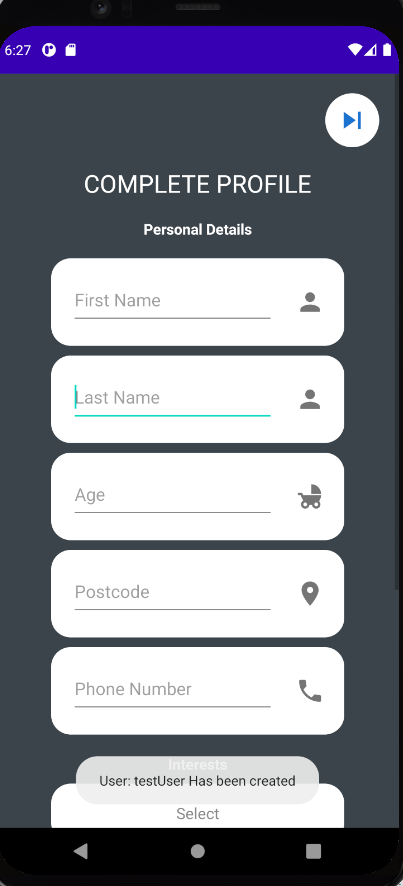 6:27
COMPLETE PROFILE
Personal Details
First Name
Last Name
Age
Postcode
Phone Number
Interests
User: testUser Has been created
Select